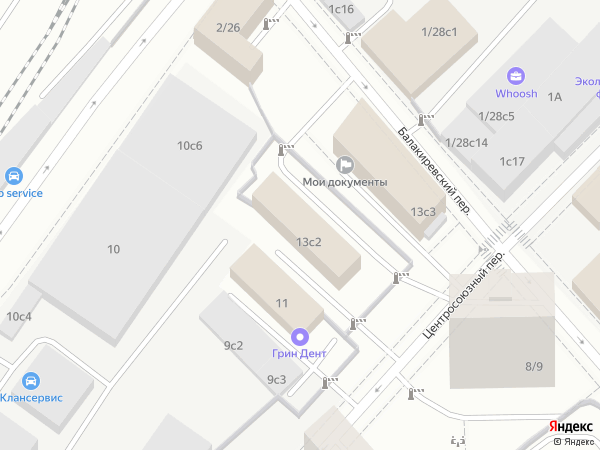 1с16
2/26
1/28с1
Whoosh
Экол
ф
1А
1/28с5
10с6
Балакиревский пер.
1/28с14
1с17
Мои документы
o service
13с3
13с2
10
Центросоюзный пер.
11
10с4
9с2
Грин Дент
8/9
9с3
Клансервис
Яндекс
© Яндекс